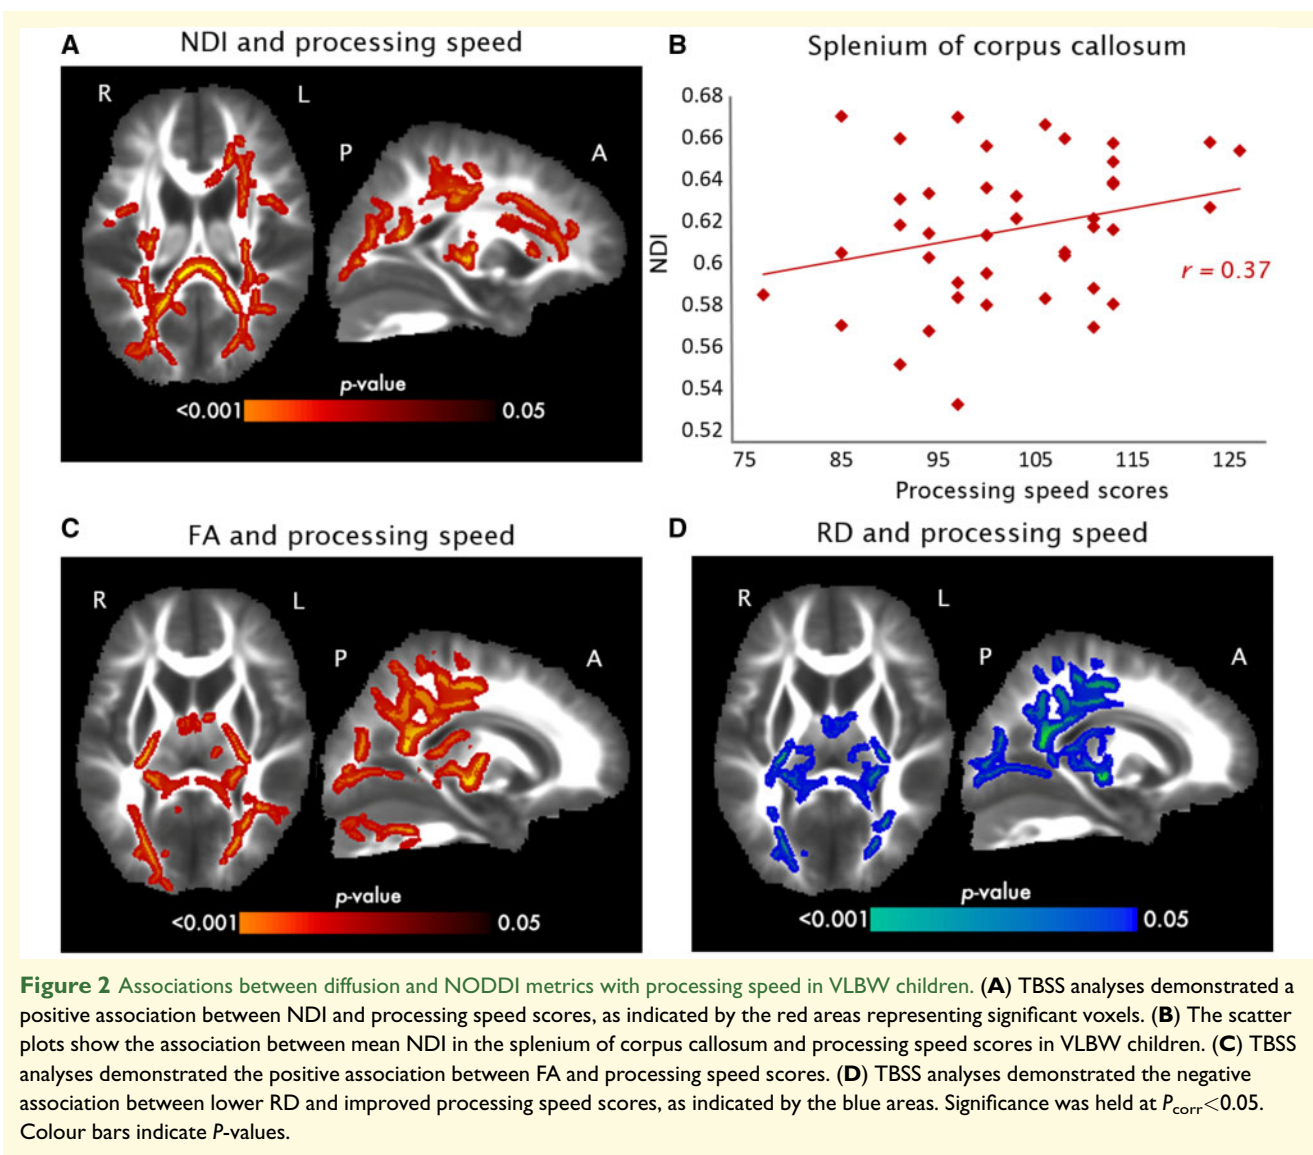 A NDI and processing speed
R L
P A
p-value
<0.001 0.05
B Splenium of corpus callosum
0.68
0.66
0.64
0.62
0.6
0.58
0.56
0.54
0.52
NDI
r = 0.37
75 85 95 105 115 125
Processing speed scores
C FA and processing speed
R L
P A
p-value
<0.001 0.05
D RD and processing speed
R L
P A
p-value
<0.001 0.05
Figure 2 Associations between diffusion and NODDI metrics with processing speed in VLBW children. (A) TBSS analyses demonstrated a
positive association between NDI and processing speed scores, as indicated by the red areas representing significant voxels. (B) The scatter
plots show the association between mean NDI in the splenium of corpus callosum and processing speed scores in VLBW children. (C) TBSS
analyses demonstrated the positive association between FA and processing speed scores. (D) TBSS analyses demonstrated the negative
association between lower RD and improved processing speed scores, as indicated by the blue areas. Significance was held at Pcorr<0.05.
Colour bars indicate P-values.